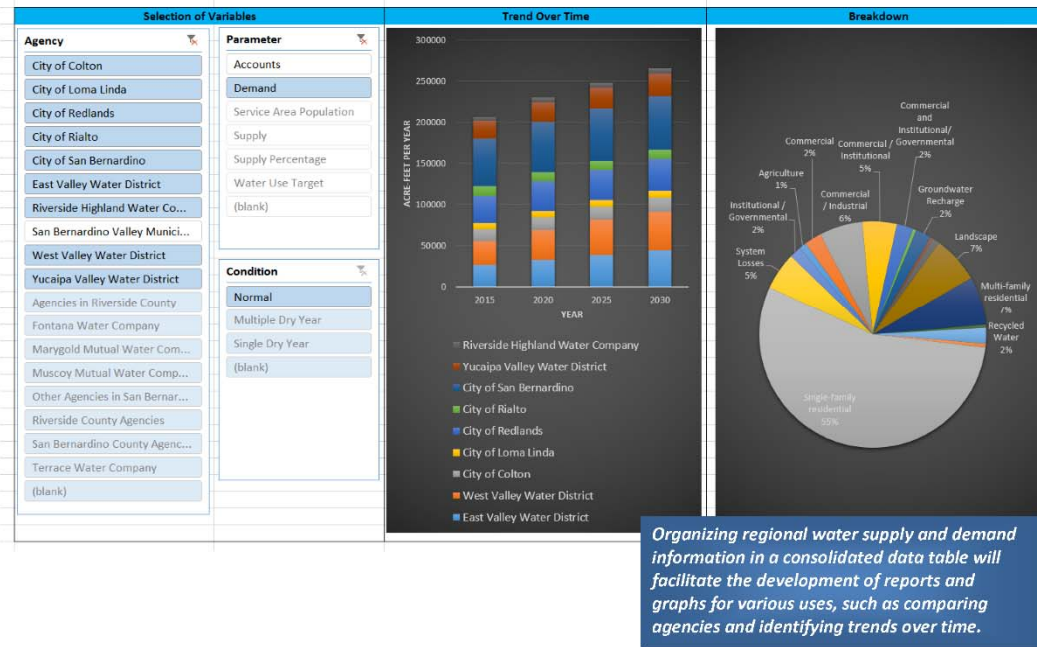 Selection of Variables
Trend Over Time
Breakdown
Agency
City of Colton
City of Loma Linda
City of Redlands
City of Rialto
City of San Bernardino
East Valley Water District
Riverside Highland Water Co...
San Bernardino Valley Munici...
West Valley Water District
Yucaipa Valley Water District
Agencies in Riverside County
Fontana Water Company
Marygold Mutual Water Com...
Muscoy Mutual Water Comp...
Other Agencies in San Bernar...
Riverside County Agencies
San Bernardino County Agenc...
Terrace Water Company
(blank)
Parameter
Accounts
Demand
Service Area Population
Supply
Supply Percentage
Water Use Target
(blank)
Condition
Normal
Multiple Dry Year
Single Dry Year
(blank)
300000
250000
200000
150000
100000
50000
0
ACRE-FEET PER YEAR
2015
2020
2025
2030
YEAR
Riverside Highland Water Company
Yucaipa Valley Water District
City of San Bernardino
City of Rialto
City of Redlands
City of Loma Linda
City of Colton
West Valley Water District
East Valley Water District
Commercial
and
Institutional/
Governmental
2%
Commercial /
Institutional
5%
Commercial
2%
Agriculture
1%
Commercial
/ Industrial
6%
Institutional /
Governmental
2%
System
Losses
5%
Groundwater
Recharge
2%
Landscape
7%
Multi-family
residential
7%
Recycled
Water
2%
Single-family
residential
55%
Organizing regional water supply and demand
information in a consolidated data table will
facilitate the development of reports and
graphs for various uses, such as comparing
agencies and identifying trends over time.